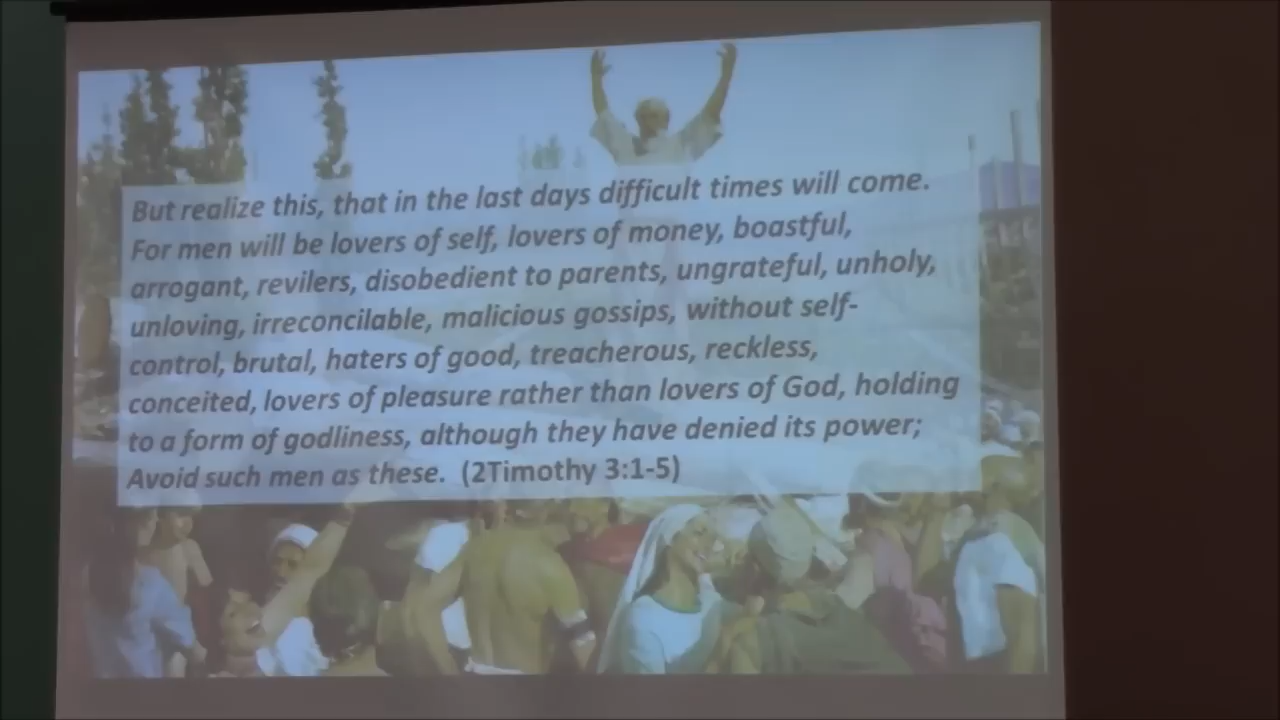 But realize this, that in the last days difficult times will come.
For men will be lovers of self, lovers of money, boastful,
arrogant, revilers, disobedient to parents, ungrateful, unholy,
unloving, irreconcilable, malicious gossips, without self-
control, brutal, haters of good, treacherous, reckless,
conceited, lovers of pleasure rather than lovers of God, holding
to a form of godliness, although they have denied its power;
Avoid such men as these. (2Timothy 3:1-5)